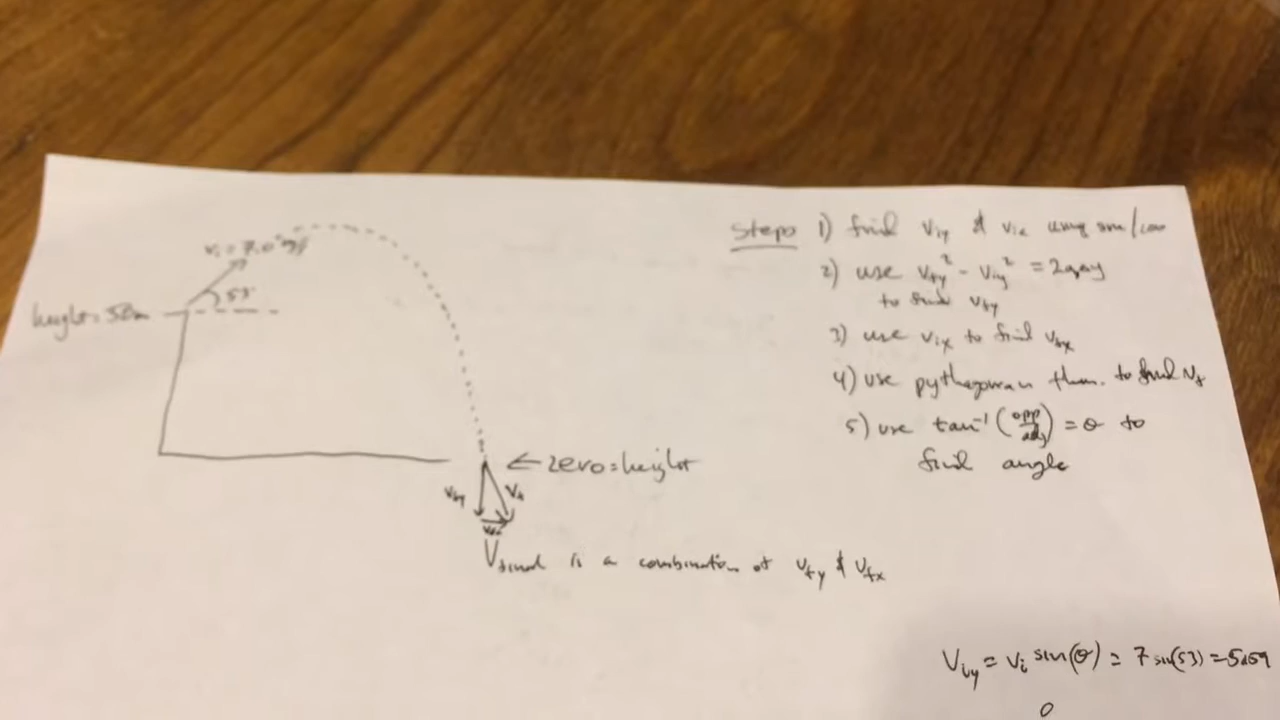 vᵢ = 7.0 m/s
53°
height = 50m
← zero = height
vfy vf
vfx
Vfinal is a combination of vfy & vfx
Steps 1) find viy & vix using sin/cos
2) use vfy² - viy² = 2ay∆y
to find vfy
3) use vix to find vfx
4) use pythagorean thm. to find vf
5) use tan⁻¹(opp/adj) = θ to
find angle
Viy = vi sin(θ) = 7 sin(53) = 5.59